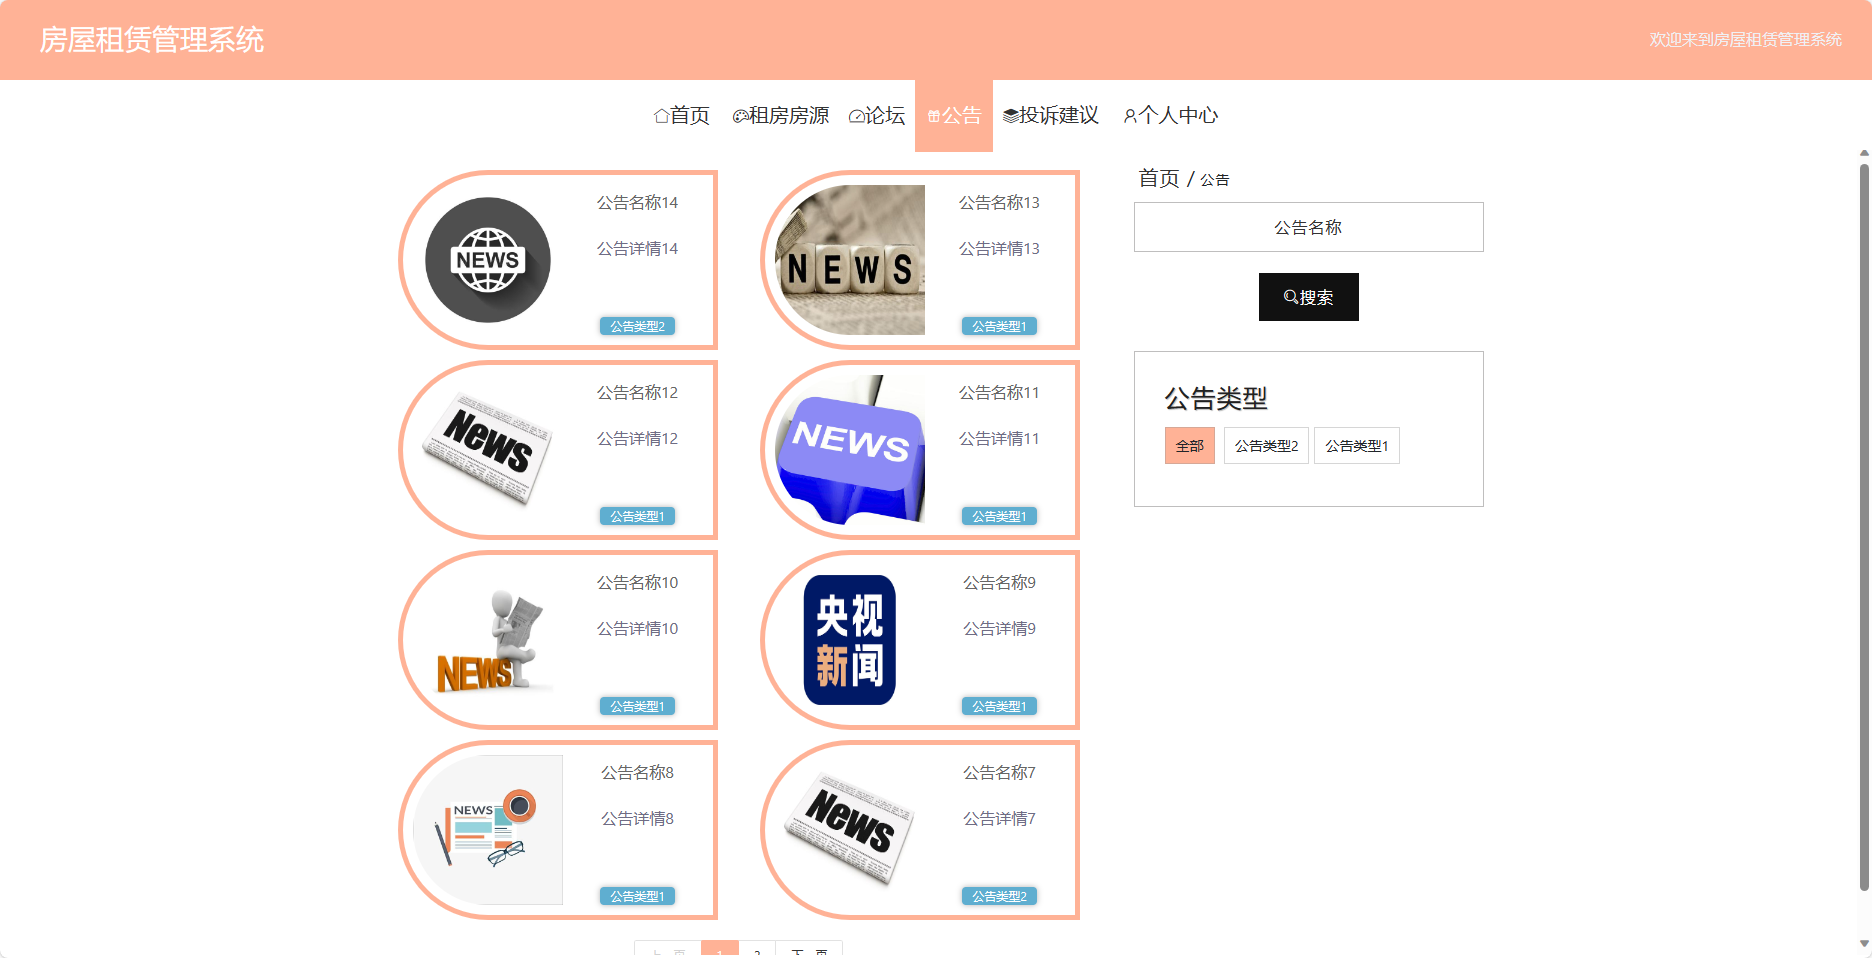 房屋租赁管理系统
欢迎来到房屋租赁管理系统
首页
租房房源
论坛
公告
投诉建议
个人中心
首页 / 公告
公告名称
搜索
公告类型
全部
公告类型2
公告类型1
NEWS
公告名称14
公告详情14
公告类型2
NEWS
公告名称13
公告详情13
公告类型1
News
公告名称12
公告详情12
公告类型1
NEWS
公告名称11
公告详情11
公告类型1
NEWS
公告名称10
公告详情10
公告类型1
央视
新闻
公告名称9
公告详情9
公告类型1
NEWS
公告名称8
公告详情8
公告类型1
News
公告名称7
公告详情7
公告类型2
上一页
1
2
下一页